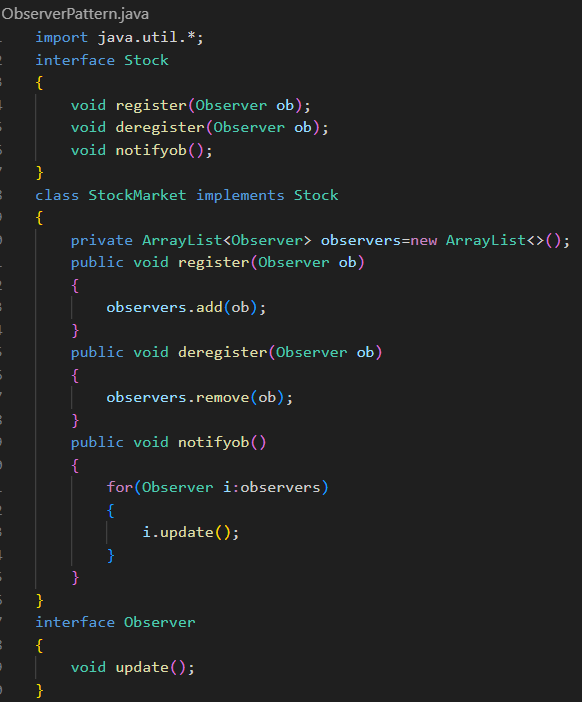 ObserverPattern.java
import java.util.*;
interface Stock
{
void register(Observer ob);
void deregister(Observer ob);
void notifyob();
}
class StockMarket implements Stock
{
private ArrayList<Observer> observers=new ArrayList<>();
public void register(Observer ob)
{
observers.add(ob);
}
public void deregister(Observer ob)
{
observers.remove(ob);
}
public void notifyob()
{
for(Observer i:observers)
{
i.update();
}
}
}
interface Observer
{
void update();
}